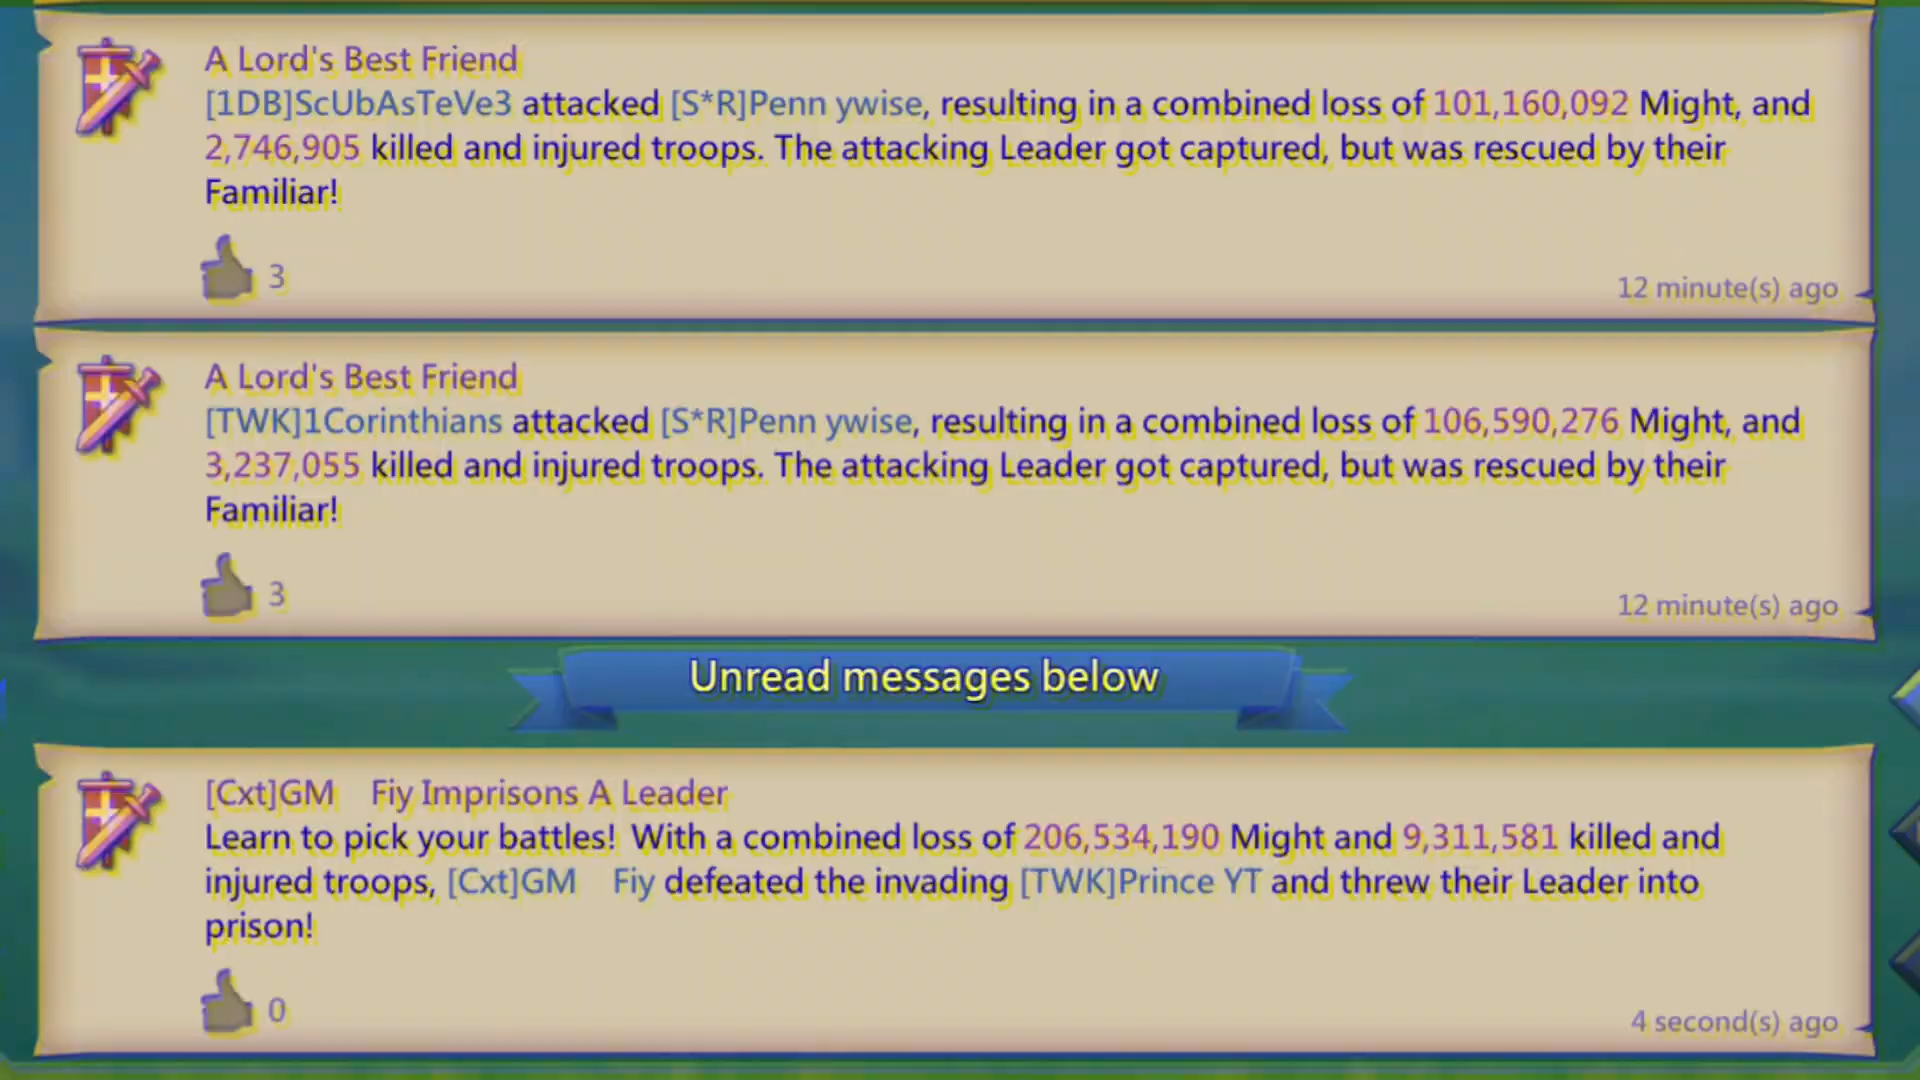 A Lord's Best Friend
[1DB]ScUbAsTeVe3 attacked [S*R]Penn ywise, resulting in a combined loss of 101,160,092 Might, and
2,746,905 killed and injured troops. The attacking Leader got captured, but was rescued by their
Familiar!
3
12 minute(s) ago
A Lord's Best Friend
[TWK]1Corinthians attacked [S*R]Penn ywise, resulting in a combined loss of 106,590,276 Might, and
3,237,055 killed and injured troops. The attacking Leader got captured, but was rescued by their
Familiar!
3
12 minute(s) ago
Unread messages below
[Cxt]GM Fiy Imprisons A Leader
Learn to pick your battles! With a combined loss of 206,534,190 Might and 9,311,581 killed and
injured troops, [Cxt]GM Fiy defeated the invading [TWK]Prince YT and threw their Leader into
prison!
0
4 second(s) ago